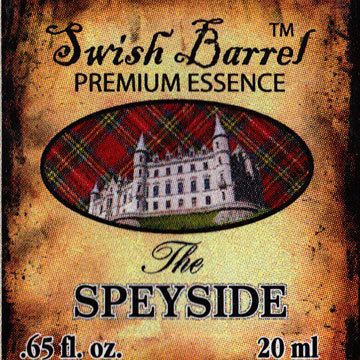 Swish Barrel™
PREMIUM ESSENCE
The
SPEYSIDE
.65 fl. oz. 20 ml